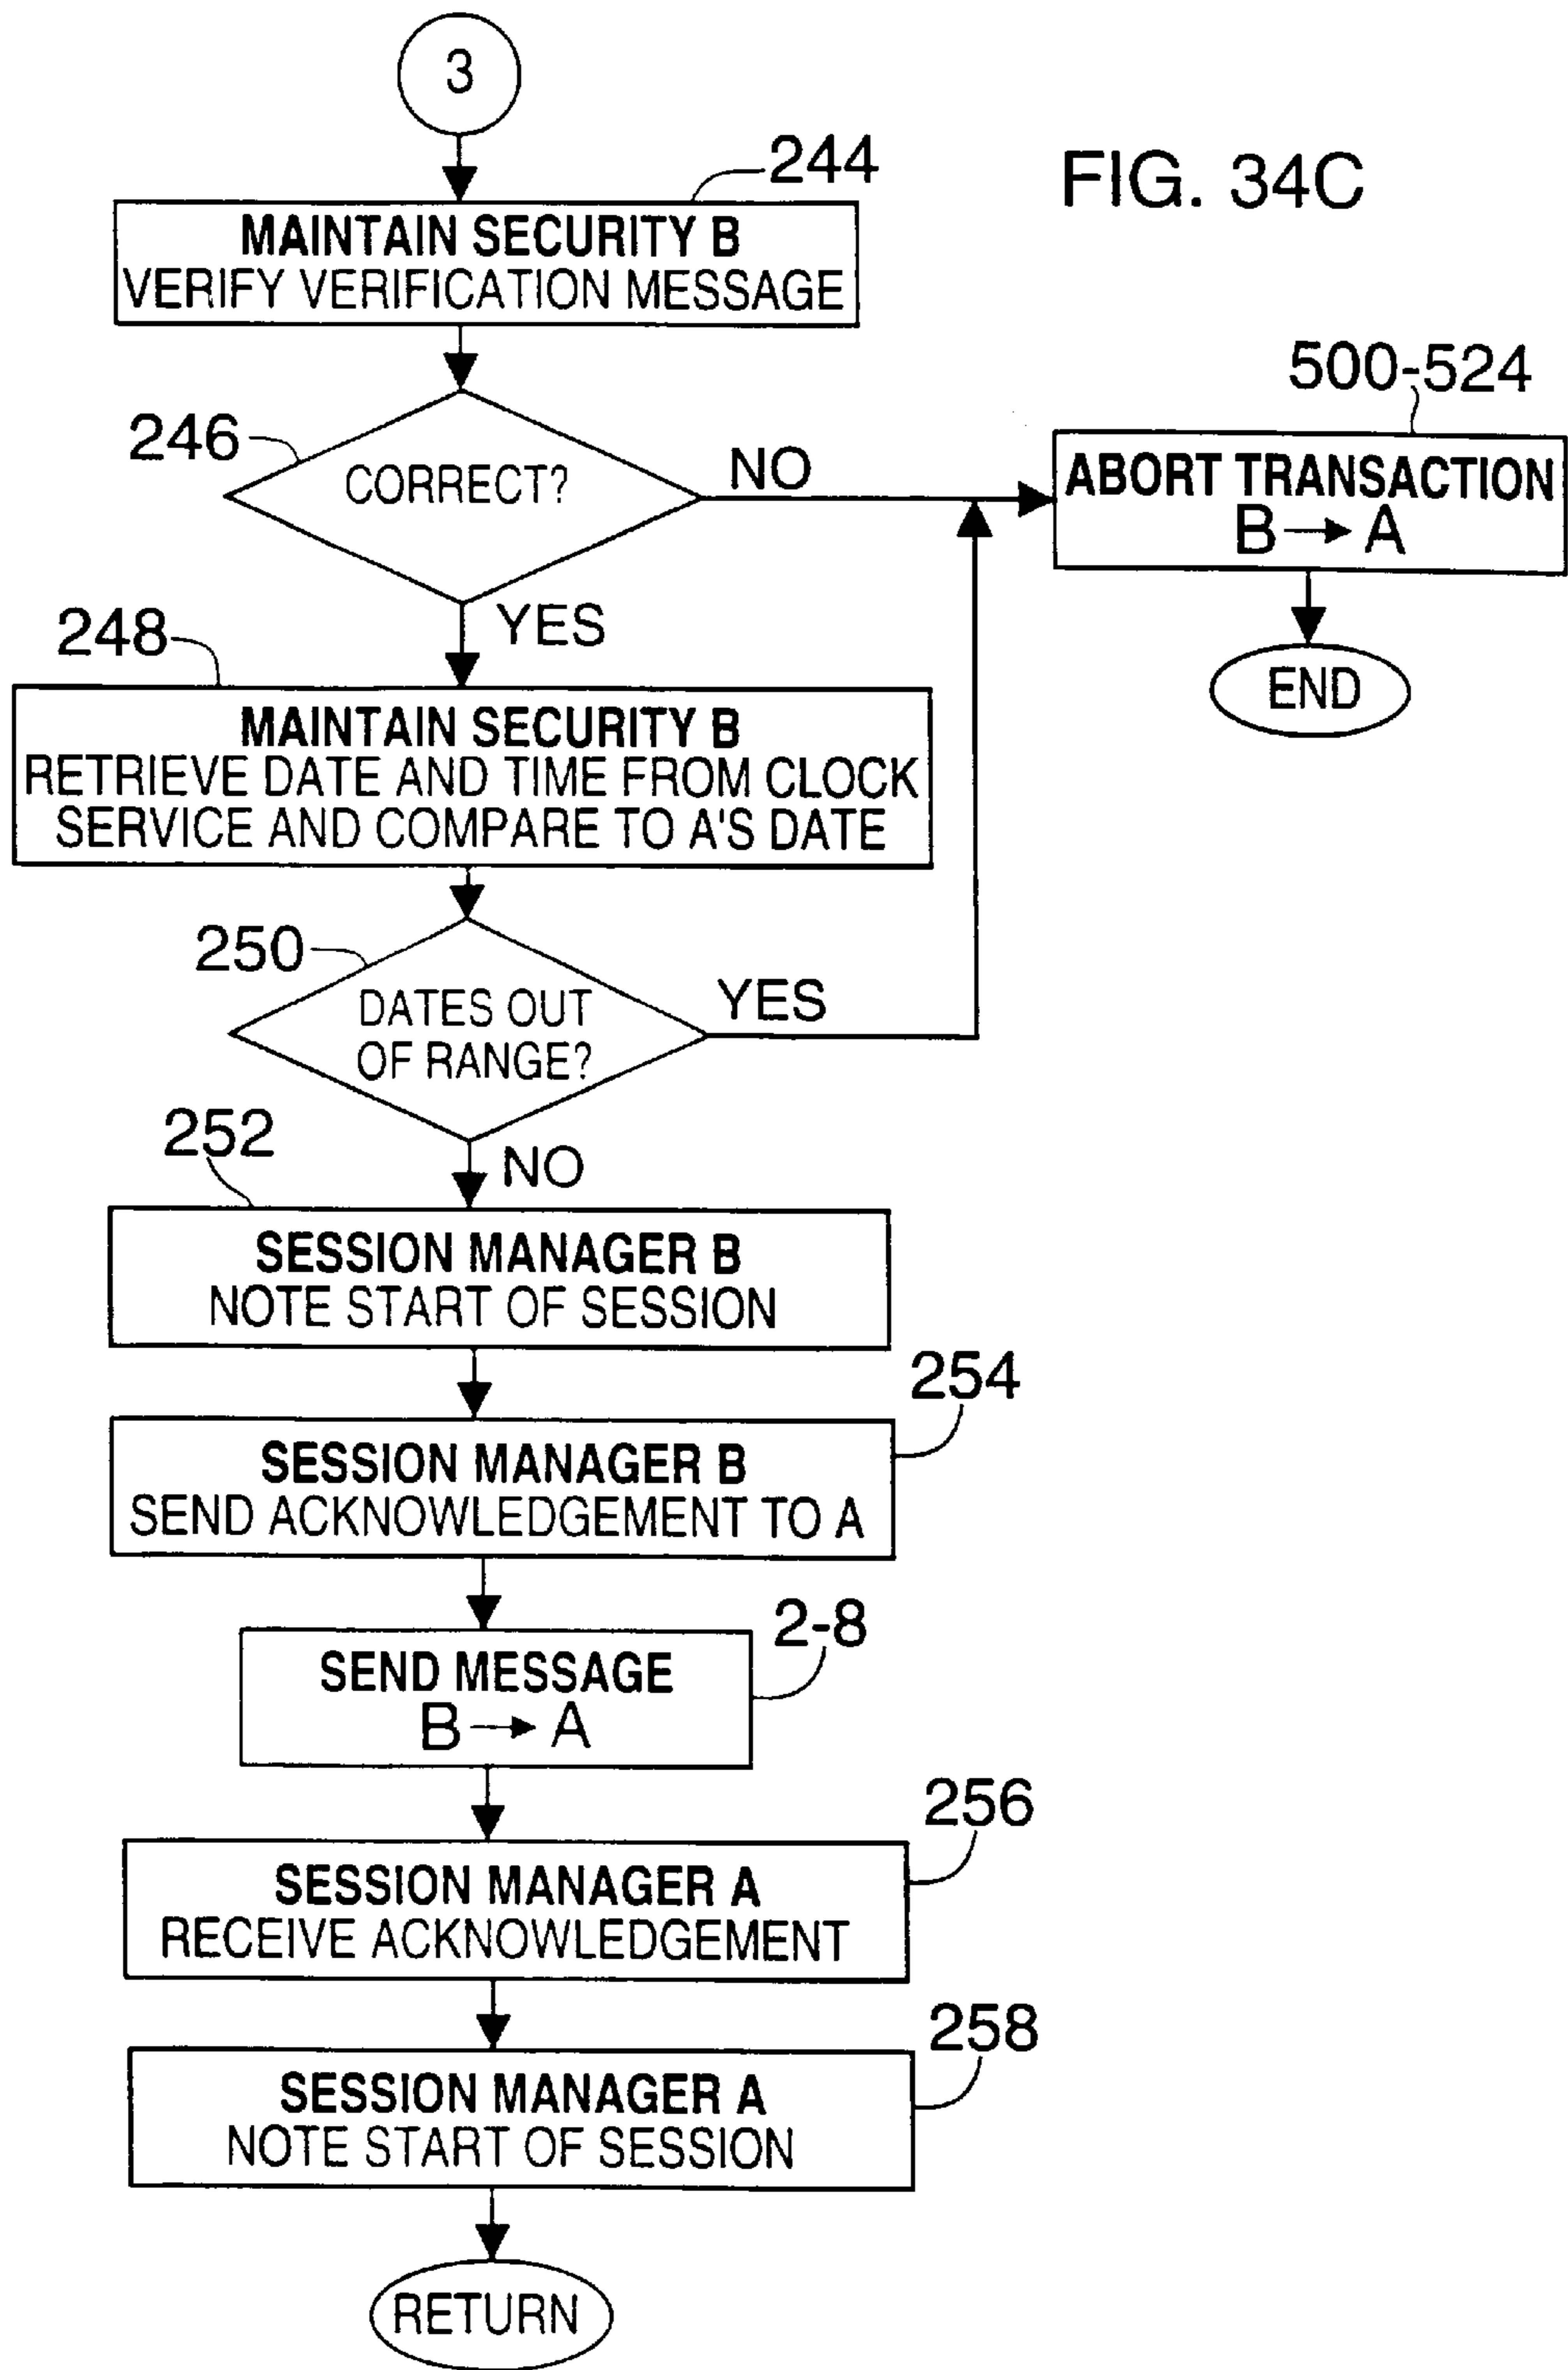 3
244
FIG. 34C
MAINTAIN SECURITY B
VERIFY VERIFICATION MESSAGE
246
CORRECT?
NO
500-524
ABORT TRANSACTION
B → A
END
YES
248
MAINTAIN SECURITY B
RETRIEVE DATE AND TIME FROM CLOCK
SERVICE AND COMPARE TO A'S DATE
250
DATES OUT
OF RANGE?
YES
NO
252
SESSION MANAGER B
NOTE START OF SESSION
254
SESSION MANAGER B
SEND ACKNOWLEDGEMENT TO A
2-8
SEND MESSAGE
B → A
256
SESSION MANAGER A
RECEIVE ACKNOWLEDGEMENT
258
SESSION MANAGER A
NOTE START OF SESSION
RETURN